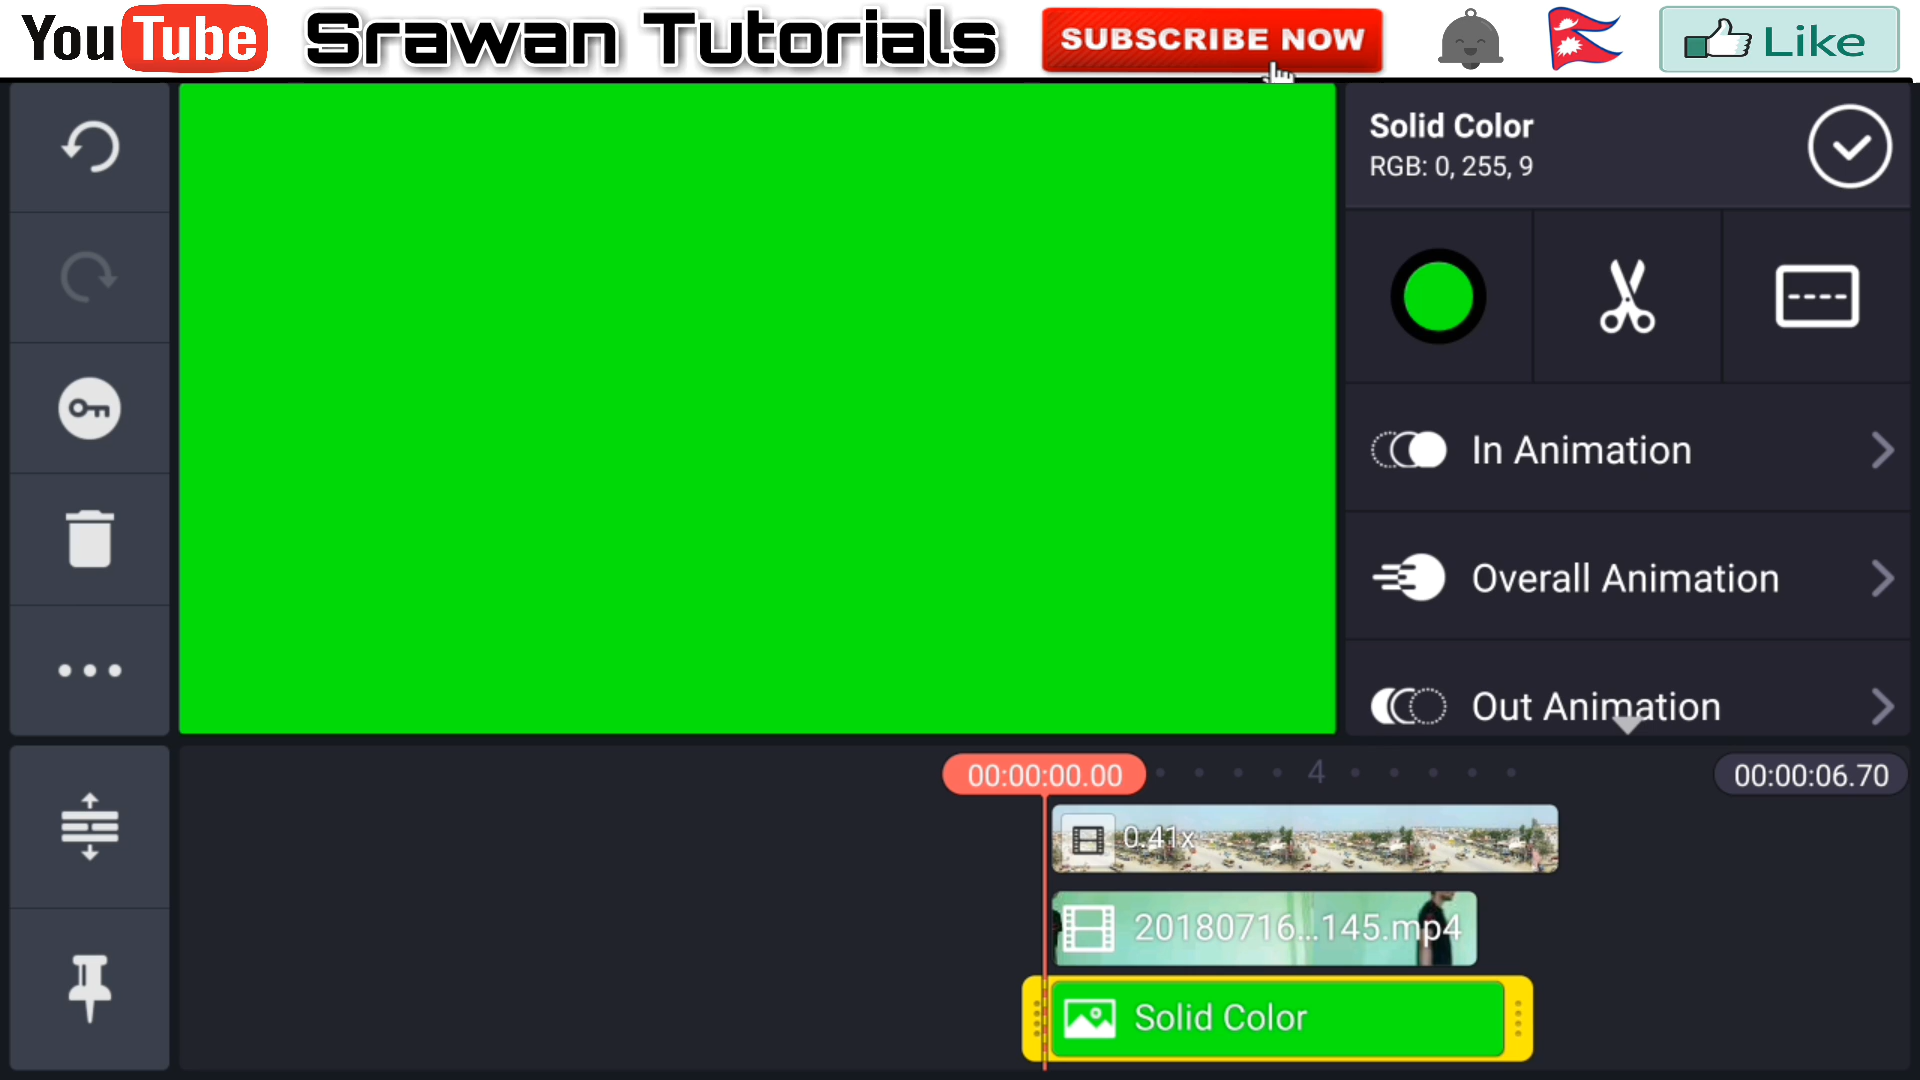 YouTube Srawan Tutorials SUBSCRIBE NOW Like
Solid Color
RGB: 0, 255, 9
In Animation
Overall Animation
Out Animation
00:00:00.00 4 00:00:06.70
0.41x
20180716...145.mp4
Solid Color